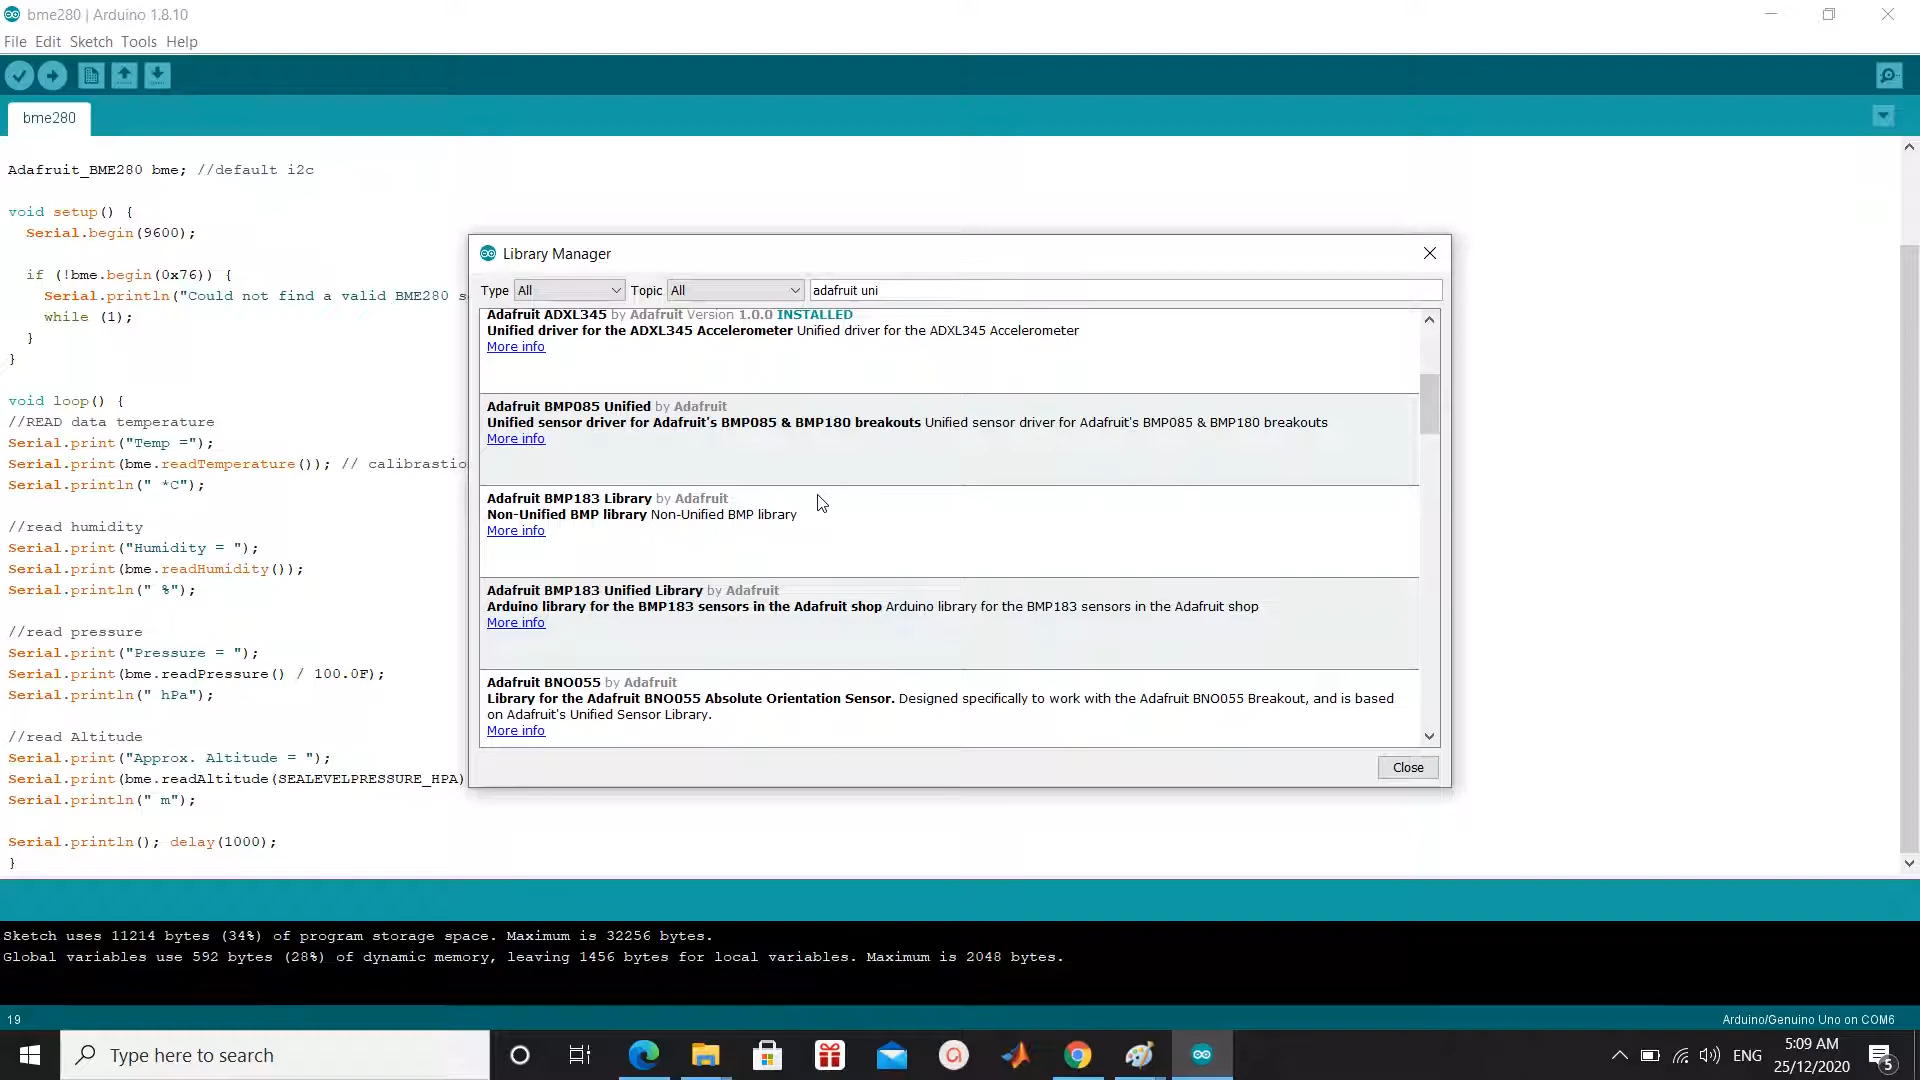 bme280 | Arduino 1.8.10
File Edit Sketch Tools Help
bme280
Adafruit_BME280 bme; //default i2c
void setup() {
Serial.begin(9600);
if (!bme.begin(0x76)) {
Serial.println("Could not find a valid BME280 s
while (1);
}
}
void loop() {
//READ data temperature
Serial.print("Temp =");
Serial.print(bme.readTemperature()); // calibrastio
Serial.println(" *C");
//read humidity
Serial.print("Humidity = ");
Serial.print(bme.readHumidity());
Serial.println(" %");
//read pressure
Serial.print("Pressure = ");
Serial.print(bme.readPressure() / 100.0F);
Serial.println(" hPa");
//read Altitude
Serial.print("Approx. Altitude = ");
Serial.print(bme.readAltitude(SEALEVELPRESSURE_HPA)
Serial.println(" m");
Serial.println(); delay(1000);
}
Library Manager
Type All Topic All adafruit uni
Adafruit ADXL345 by Adafruit Version 1.0.0 INSTALLED
Unified driver for the ADXL345 Accelerometer Unified driver for the ADXL345 Accelerometer
More info
Adafruit BMP085 Unified by Adafruit
Unified sensor driver for Adafruit's BMP085 & BMP180 breakouts Unified sensor driver for Adafruit's BMP085 & BMP180 breakouts
More info
Adafruit BMP183 Library by Adafruit
Non-Unified BMP library Non-Unified BMP library
More info
Adafruit BMP183 Unified Library by Adafruit
Arduino library for the BMP183 sensors in the Adafruit shop Arduino library for the BMP183 sensors in the Adafruit shop
More info
Adafruit BNO055 by Adafruit
Library for the Adafruit BNO055 Absolute Orientation Sensor. Designed specifically to work with the Adafruit BNO055 Breakout, and is based
on Adafruit's Unified Sensor Library.
More info
Close
Sketch uses 11214 bytes (34%) of program storage space. Maximum is 32256 bytes.
Global variables use 592 bytes (28%) of dynamic memory, leaving 1456 bytes for local variables. Maximum is 2048 bytes.
19
Arduino/Genuino Uno on COM6
Type here to search
ENG
5:09 AM
25/12/2020
5